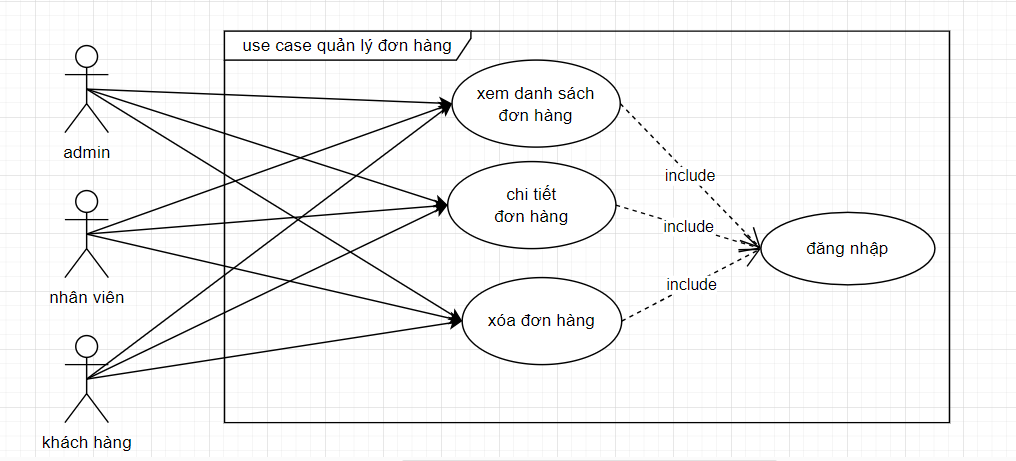 use case quản lý đơn hàng
xem danh sách
đơn hàng
admin
include
chi tiết
đơn hàng
include
đăng nhập
nhân viên
include
xóa đơn hàng
khách hàng